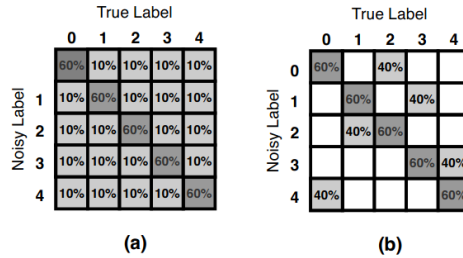 True Label
0 1 2 3 4
60% 10% 10% 10% 10%
1 10% 60% 10% 10% 10%
2 10% 10% 60% 10% 10%
3 10% 10% 10% 60% 10%
4 10% 10% 10% 10% 60%
Noisy Label
(a)
True Label
0 1 2 3 4
0 60% 40%
1 60% 40%
2 40% 60%
3 60% 40%
4 40% 60%
Noisy Label
(b)